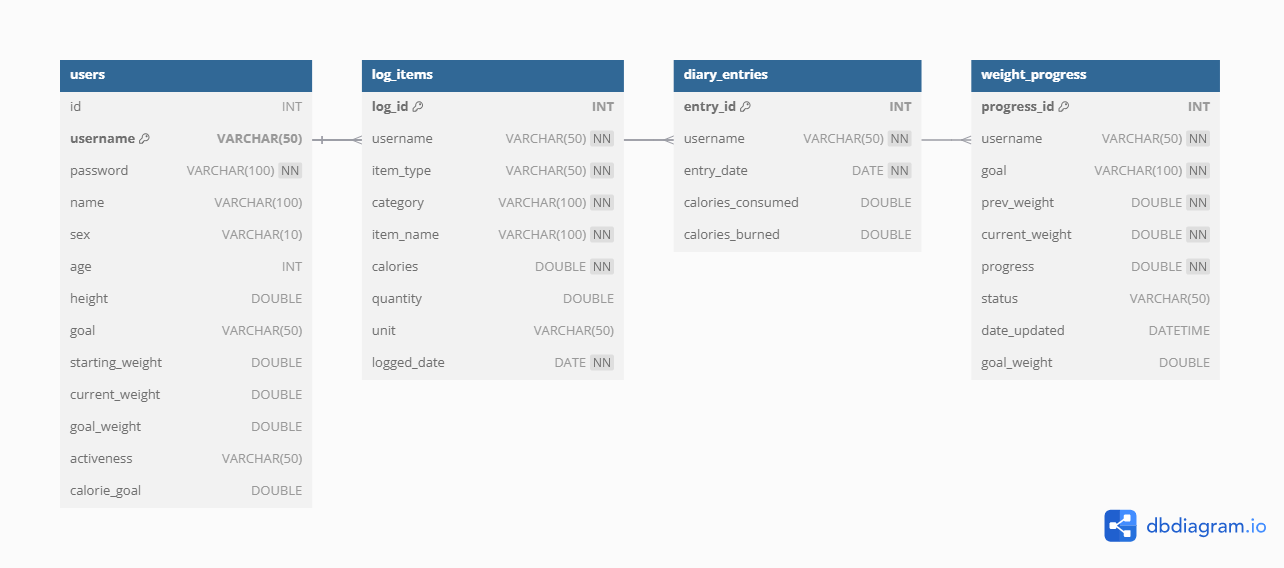 users
id INT
username VARCHAR(50)
password VARCHAR(100) NN
name VARCHAR(100)
sex VARCHAR(10)
age INT
height DOUBLE
goal VARCHAR(50)
starting_weight DOUBLE
current_weight DOUBLE
goal_weight DOUBLE
activeness VARCHAR(50)
calorie_goal DOUBLE
log_items
log_id INT
username VARCHAR(50) NN
item_type VARCHAR(50) NN
category VARCHAR(100) NN
item_name VARCHAR(100) NN
calories DOUBLE NN
quantity DOUBLE
unit VARCHAR(50)
logged_date DATE NN
diary_entries
entry_id INT
username VARCHAR(50) NN
entry_date DATE NN
calories_consumed DOUBLE
calories_burned DOUBLE
weight_progress
progress_id INT
username VARCHAR(50) NN
goal VARCHAR(100) NN
prev_weight DOUBLE NN
current_weight DOUBLE NN
progress DOUBLE NN
status VARCHAR(50)
date_updated DATETIME
goal_weight DOUBLE
dbdiagram.io